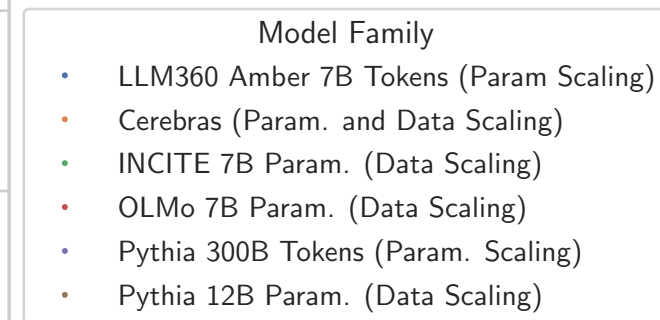 Model Family
LLM360 Amber 7B Tokens (Param Scaling)
Cerebras (Param. and Data Scaling)
INCITE 7B Param. (Data Scaling)
OLMo 7B Param. (Data Scaling)
Pythia 300B Tokens (Param. Scaling)
Pythia 12B Param. (Data Scaling)